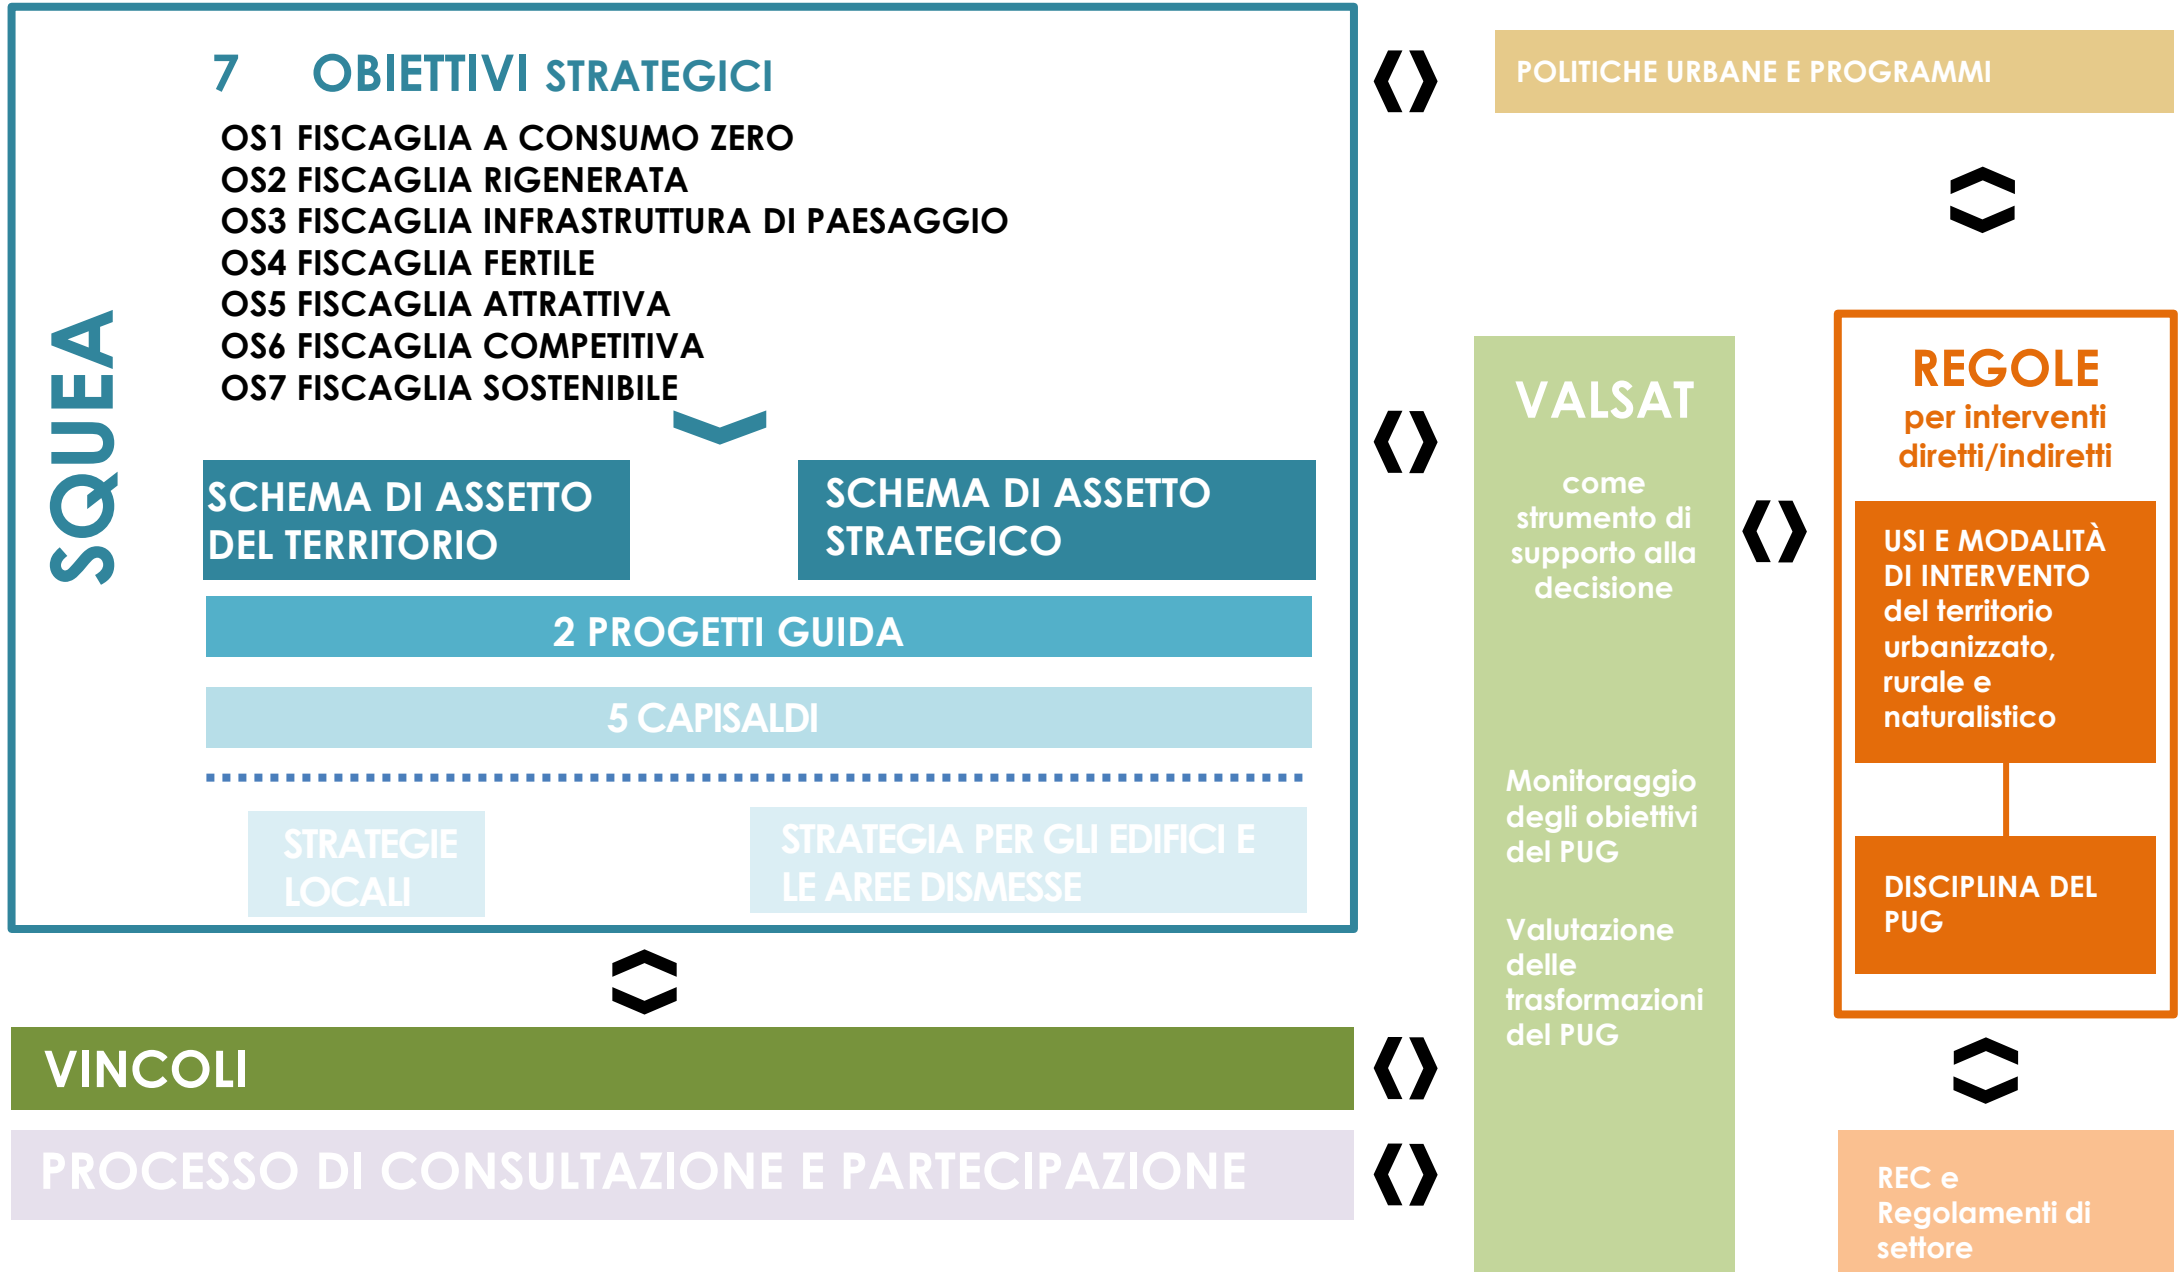 SQUEA
7 OBIETTIVI STRATEGICI
OS1 FISCAGLIA A CONSUMO ZERO
OS2 FISCAGLIA RIGENERATA
OS3 FISCAGLIA INFRASTRUTTURA DI PAESAGGIO
OS4 FISCAGLIA FERTILE
OS5 FISCAGLIA ATTRATTIVA
OS6 FISCAGLIA COMPETITIVA
OS7 FISCAGLIA SOSTENIBILE
SCHEMA DI ASSETTO
DEL TERRITORIO
SCHEMA DI ASSETTO
STRATEGICO
2 PROGETTI GUIDA
5 CAPISALDI
STRATEGIE
LOCALI
STRATEGIA PER GLI EDIFICI E
LE AREE DISMESSE
VINCOLI
PROCESSO DI CONSULTAZIONE E PARTECIPAZIONE
POLITICHE URBANE E PROGRAMMI
VALSAT
come
strumento di
supporto alla
decisione
Monitoraggio
degli obiettivi
del PUG
Valutazione
delle
trasformazioni
del PUG
REGOLE
per interventi
diretti/indiretti
USI E MODALITÀ
DI INTERVENTO
del territorio
urbanizzato,
rurale e
naturalistico
DISCIPLINA DEL
PUG
REC e
Regolamenti di
settore